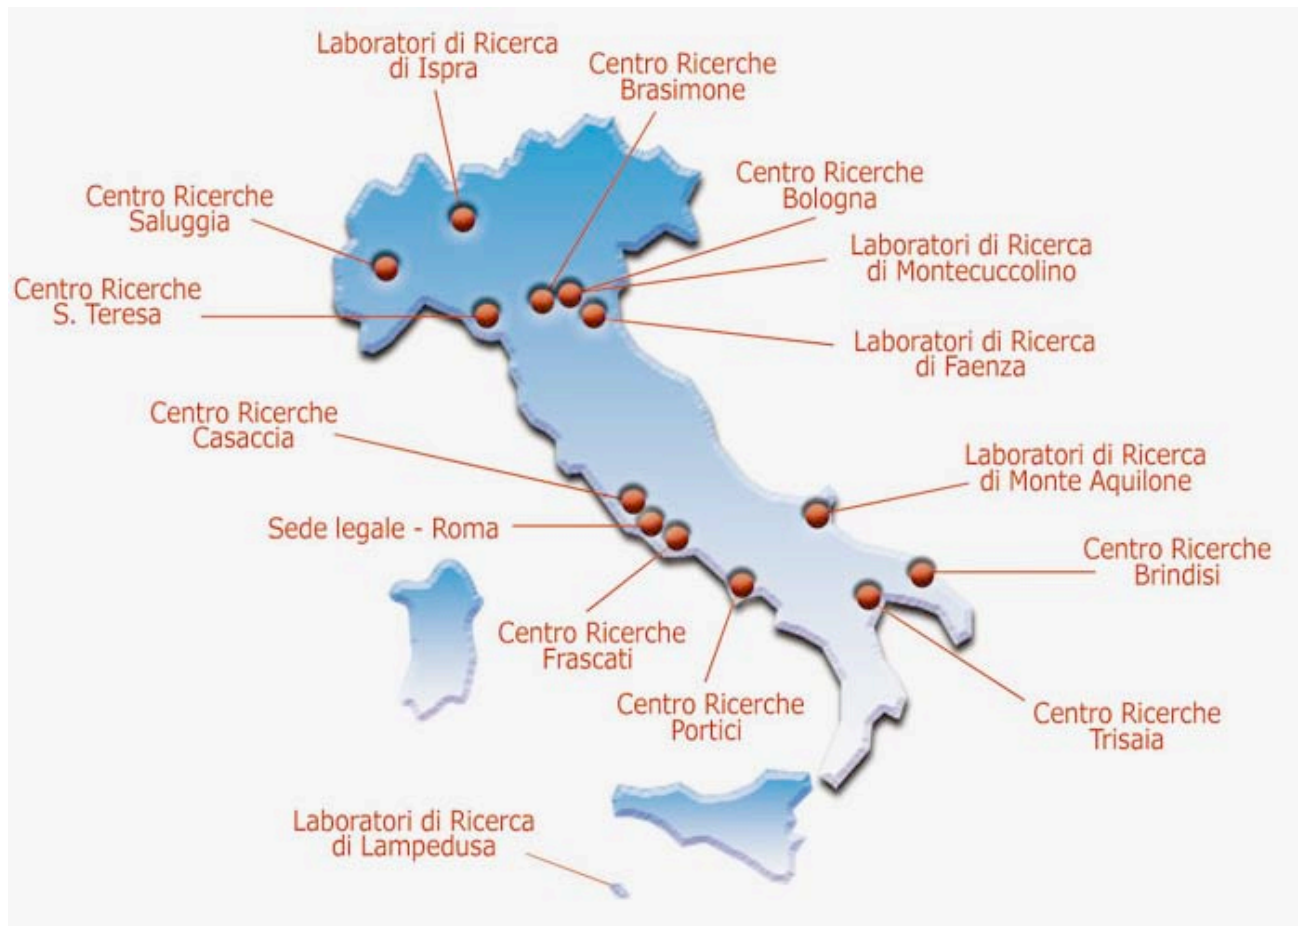 Laboratori di Ricerca
di Ispra
Centro Ricerche
Brasimone
Centro Ricerche
Bologna
Centro Ricerche
Saluggia
Laboratori di Ricerca
di Montecuccolino
Centro Ricerche
S. Teresa
Laboratori di Ricerca
di Faenza
Centro Ricerche
Casaccia
Laboratori di Ricerca
di Monte Aquilone
Sede legale - Roma
Centro Ricerche
Brindisi
Centro Ricerche
Frascati
Centro Ricerche
Portici
Centro Ricerche
Trisaia
Laboratori di Ricerca
di Lampedusa